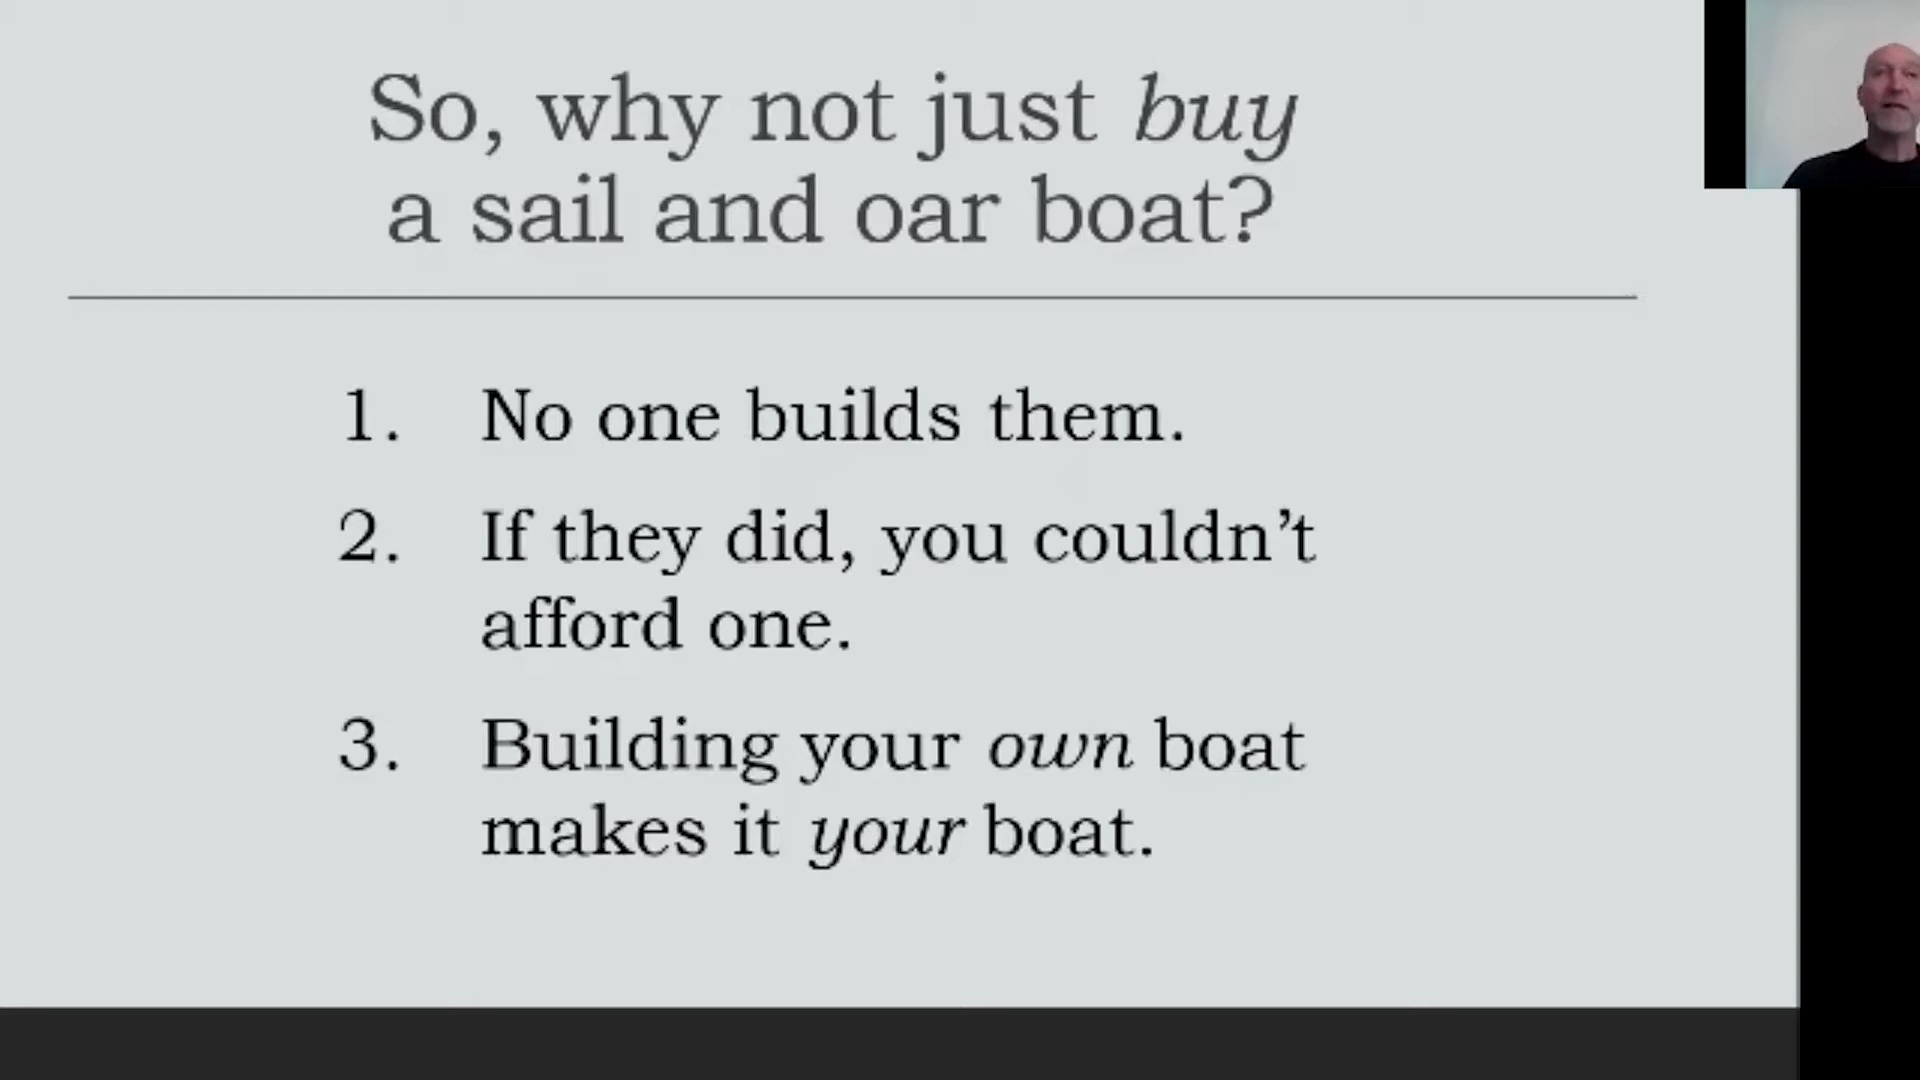 So, why not just buy
a sail and oar boat?
1. No one builds them.
2. If they did, you couldn’t
afford one.
3. Building your own boat
makes it your boat.